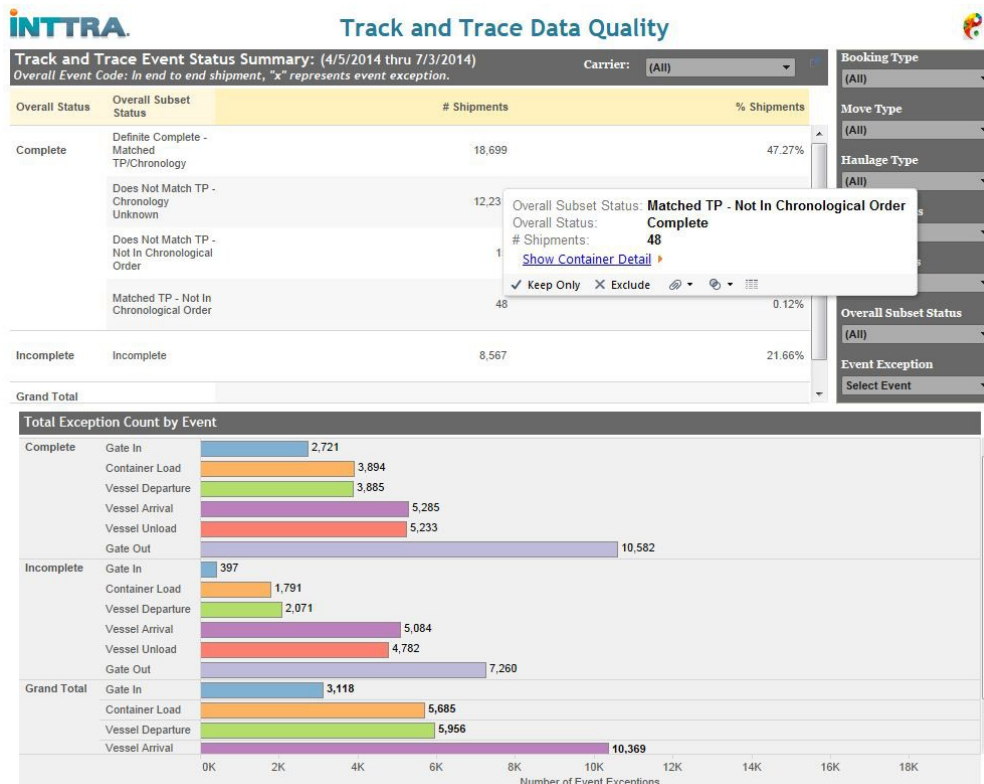 INTTRA.
Track and Trace Data Quality
Track and Trace Event Status Summary: (4/5/2014 thru 7/3/2014)
Overall Event Code: In end to end shipment, "x" represents event exception.
Carrier: (All)
Overall Status
Overall Subset
Status
# Shipments
% Shipments
Complete
Definite Complete -
Matched
TP/Chronology
18,699
47.27%
Does Not Match TP -
Chronology
Unknown
12,23
Does Not Match TP -
Not In Chronological
Order
1
Matched TP - Not In
Chronological Order
48
0.12%
Incomplete
Incomplete
8,567
21.66%
Grand Total
Overall Subset Status: Matched TP - Not In Chronological Order
Overall Status: Complete
# Shipments: 48
Show Container Detail
Keep Only
Exclude
Booking Type
(All)
Move Type
(All)
Haulage Type
(All)
s
s
Overall Subset Status
(All)
Event Exception
Select Event
Total Exception Count by Event
Complete
Gate In 2,721
Container Load 3,894
Vessel Departure 3,885
Vessel Arrival 5,285
Vessel Unload 5,233
Gate Out 10,582
Incomplete
Gate In 397
Container Load 1,791
Vessel Departure 2,071
Vessel Arrival 5,084
Vessel Unload 4,782
Gate Out 7,260
Grand Total
Gate In 3,118
Container Load 5,685
Vessel Departure 5,956
Vessel Arrival 10,369
0K 2K 4K 6K 8K 10K 12K 14K 16K 18K
Number of Event Exceptions